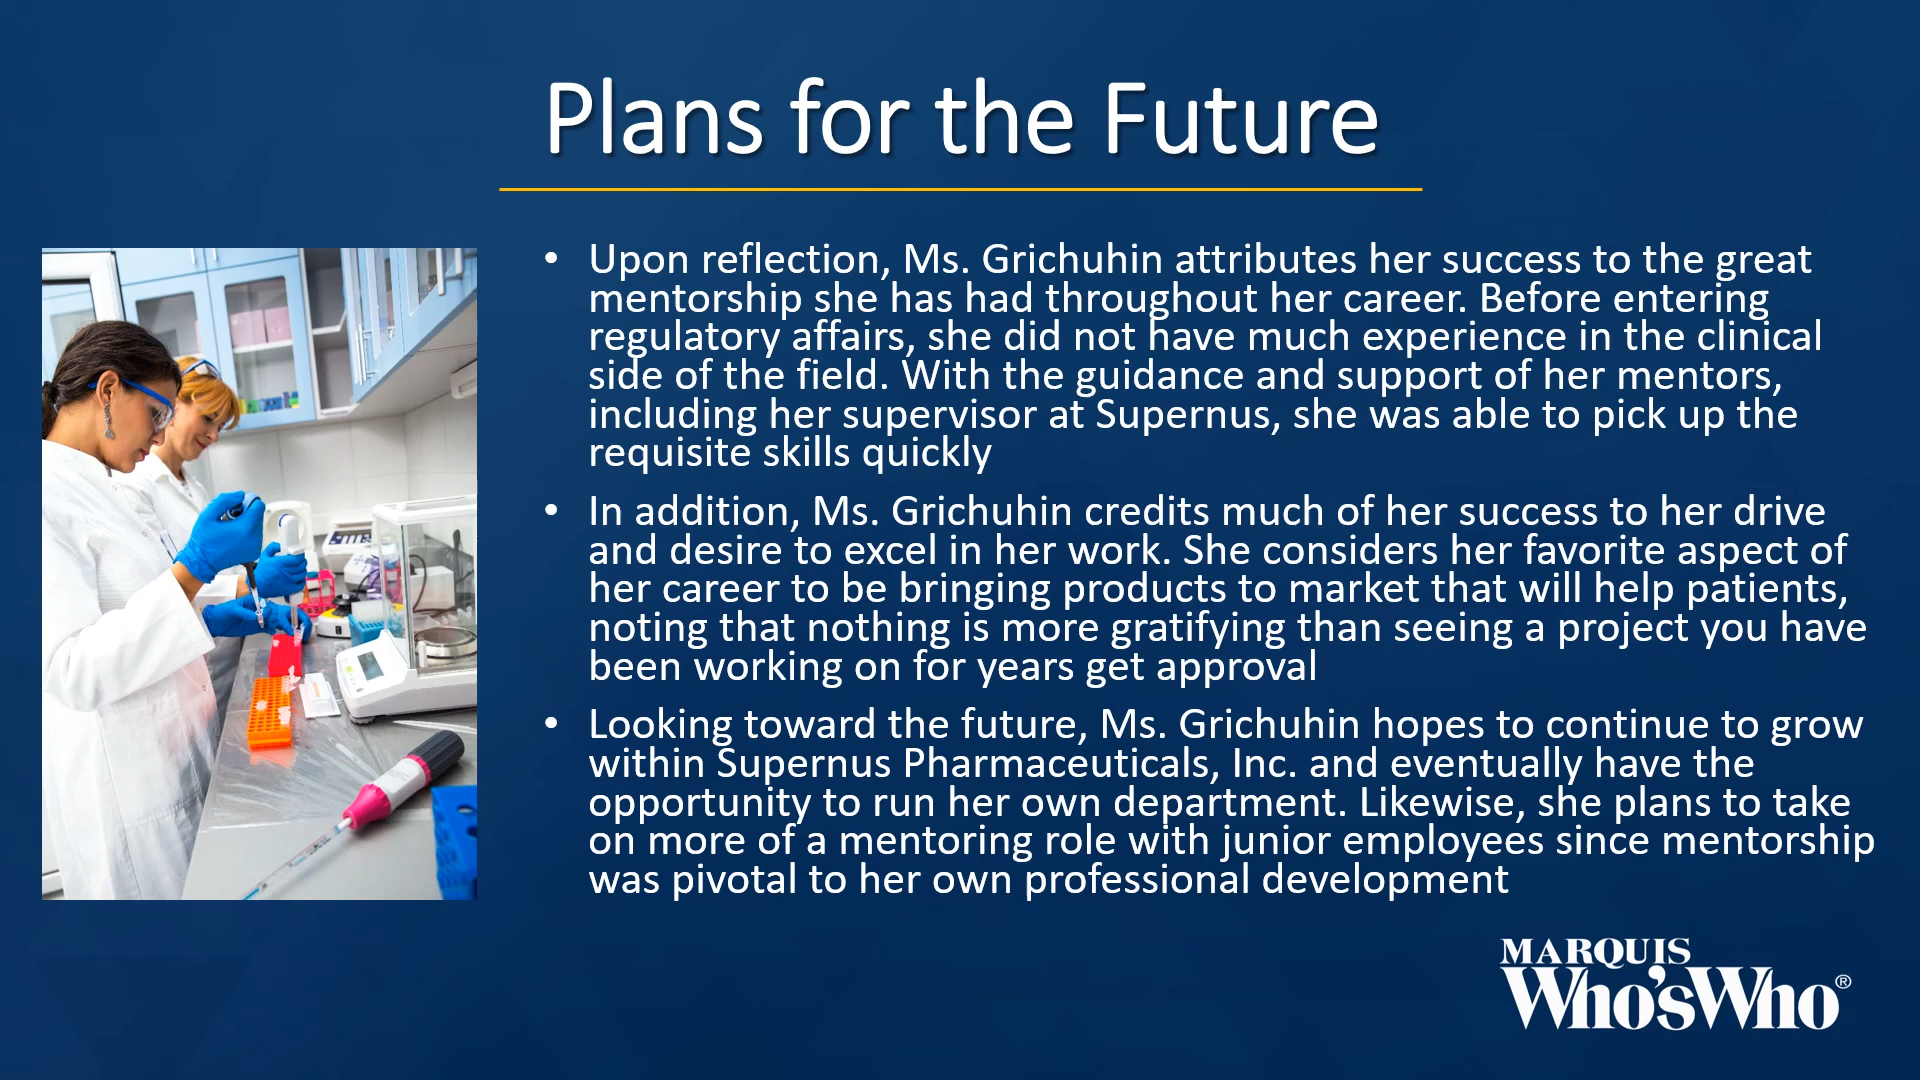 Plans for the Future
• Upon reflection, Ms. Grichuhin attributes her success to the great
mentorship she has had throughout her career. Before entering
regulatory affairs, she did not have much experience in the clinical
side of the field. With the guidance and support of her mentors,
including her supervisor at Supernus, she was able to pick up the
requisite skills quickly
• In addition, Ms. Grichuhin credits much of her success to her drive
and desire to excel in her work. She considers her favorite aspect of
her career to be bringing products to market that will help patients,
noting that nothing is more gratifying than seeing a project you have
been working on for years get approval
• Looking toward the future, Ms. Grichuhin hopes to continue to grow
within Supernus Pharmaceuticals, Inc. and eventually have the
opportunity to run her own department. Likewise, she plans to take
on more of a mentoring role with junior employees since mentorship
was pivotal to her own professional development
MARQUIS
Who'sWho®